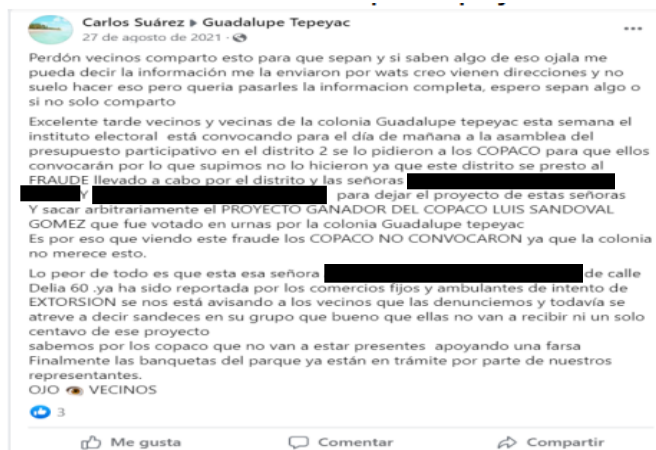 Carlos Suárez ▸ Guadalupe Tepeyac
27 de agosto de 2021 ·
Perdón vecinos comparto esto para que sepan y si saben algo de eso ojala me
pueda decir la información me la enviaron por wats creo vienen direcciones y no
suelo hacer eso pero queria pasarles la informacion completa, espero sepan algo o
si no solo comparto
Excelente tarde vecinos y vecinas de la colonia Guadalupe tepeyac esta semana el
instituto electoral está convocando para el día de mañana a la asamblea del
presupuesto participativo en el distrito 2 se lo pidieron a los COPACO para que ellos
convocarán por lo que supimos no lo hicieron ya que este distrito se presto al
FRAUDE llevado a cabo por el distrito y las señoras
Y para dejar el proyecto de estas señoras
Y sacar arbitrariamente el PROYECTO GANADOR DEL COPACO LUIS SANDOVAL
GOMEZ que fue votado en urnas por la colonia Guadalupe tepeyac
Es por eso que viendo este fraude los COPACO NO CONVOCARON ya que la colonia
no merece esto.
Lo peor de todo es que esta esa señora de calle
Delia 60 .ya ha sido reportada por los comercios fijos y ambulantes de intento de
EXTORSION se nos está avisando a los vecinos que las denunciemos y todavía se
atreve a decir sandeces en su grupo que bueno que ellas no van a recibir ni un solo
centavo de ese proyecto
sabemos por los copaco que no van a estar presentes apoyando una farsa
Finalmente las banquetas del parque ya están en trámite por parte de nuestros
representantes.
OJO 👁 VECINOS
3
Me gusta Comentar Compartir